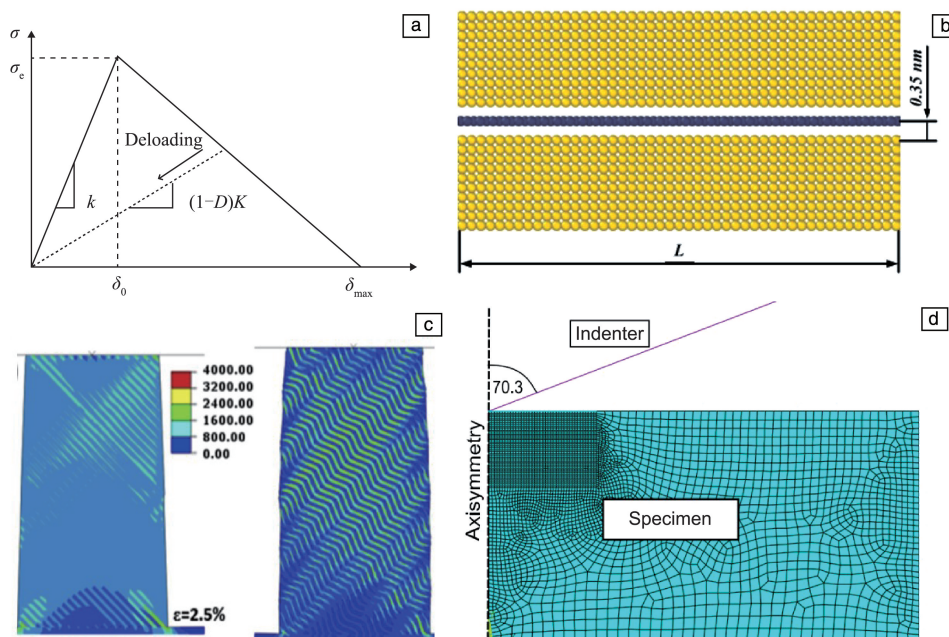 a
σ
σₑ
Deloading
k
(1−D)K
δ₀
δₘₐₓ
b
0.35 nm
L
c
4000.00
3200.00
2400.00
1600.00
800.00
0.00
ε=2.5%
d
Indenter
70.3
Axisymmetry
Specimen